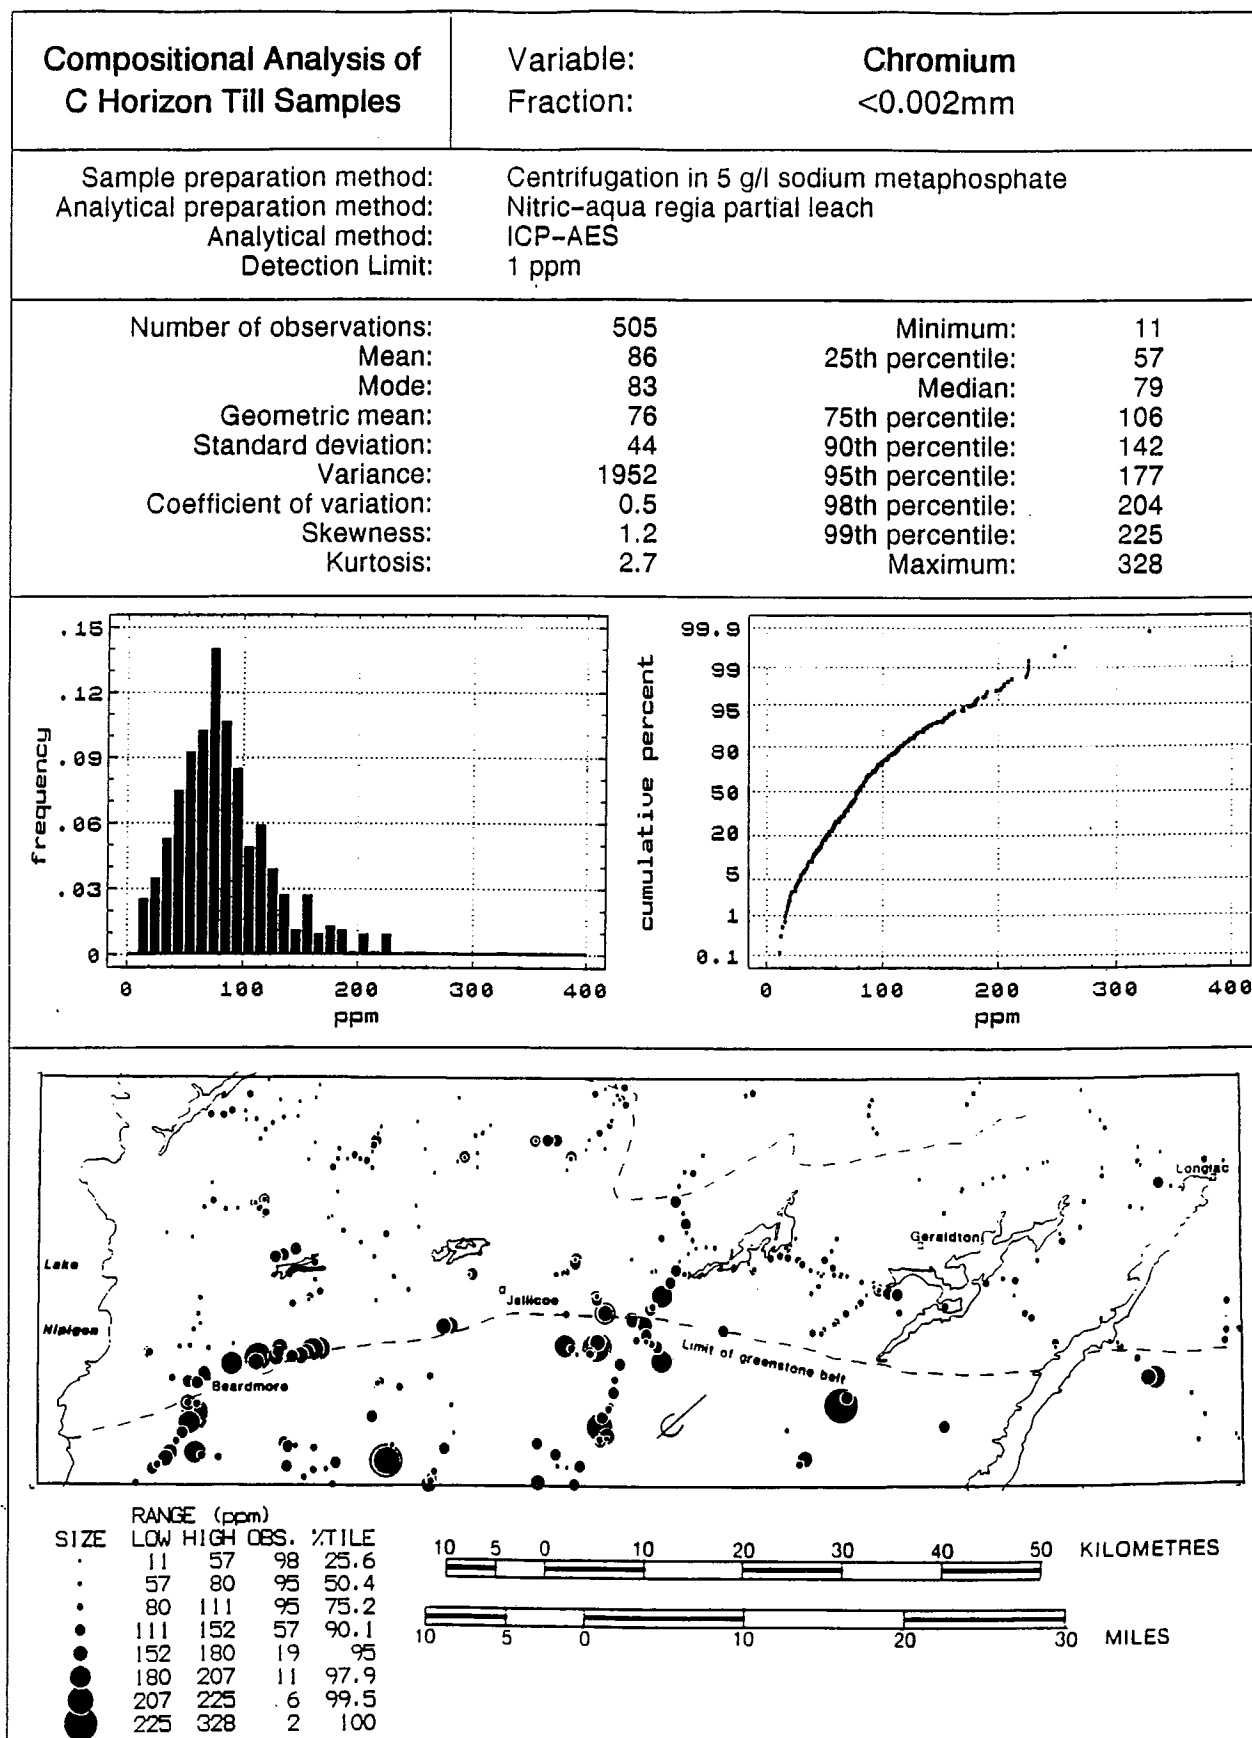 Compositional Analysis of
C Horizon Till Samples
Variable: Chromium
Fraction: <0.002mm
Sample preparation method: Centrifugation in 5 g/l sodium metaphosphate
Analytical preparation method: Nitric-aqua regia partial leach
Analytical method: ICP-AES
Detection Limit: 1 ppm
Number of observations: 505 Minimum: 11
Mean: 86 25th percentile: 57
Mode: 83 Median: 79
Geometric mean: 76 75th percentile: 106
Standard deviation: 44 90th percentile: 142
Variance: 1952 95th percentile: 177
Coefficient of variation: 0.5 98th percentile: 204
Skewness: 1.2 99th percentile: 225
Kurtosis: 2.7 Maximum: 328
frequency
.15
.12
.09
.06
.03
0
0 100 200 300 400
ppm
cumulative percent
99.9
99
95
80
50
20
5
1
0.1
0 100 200 300 400
ppm
Longlac
Geraldton
Lake
Nipigon
Jellicoe
Limit of greenstone belt
Beardmore
RANGE (ppm)
SIZE LOW HIGH OBS. %TILE
11 57 98 25.6
57 80 95 50.4
80 111 95 75.2
111 152 57 90.1
152 180 19 95
180 207 11 97.9
207 225 6 99.5
225 328 2 100
10 5 0 10 20 30 40 50 KILOMETRES
10 5 0 10 20 30 MILES